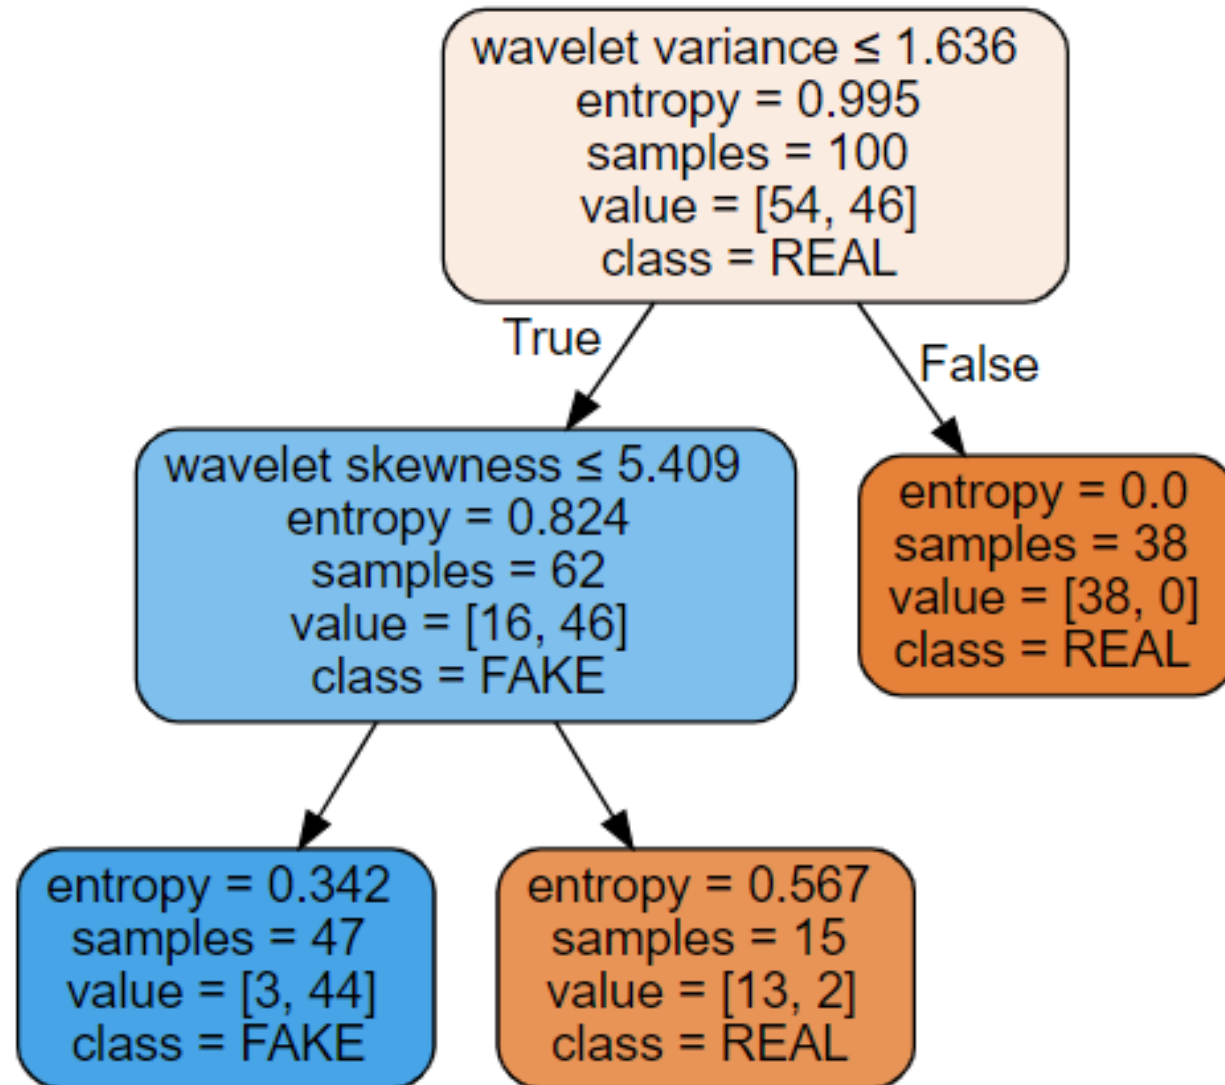 wavelet variance ≤ 1.636
entropy = 0.995
samples = 100
value = [54, 46]
class = REAL
True
False
wavelet skewness ≤ 5.409
entropy = 0.824
samples = 62
value = [16, 46]
class = FAKE
entropy = 0.0
samples = 38
value = [38, 0]
class = REAL
entropy = 0.342
samples = 47
value = [3, 44]
class = FAKE
entropy = 0.567
samples = 15
value = [13, 2]
class = REAL